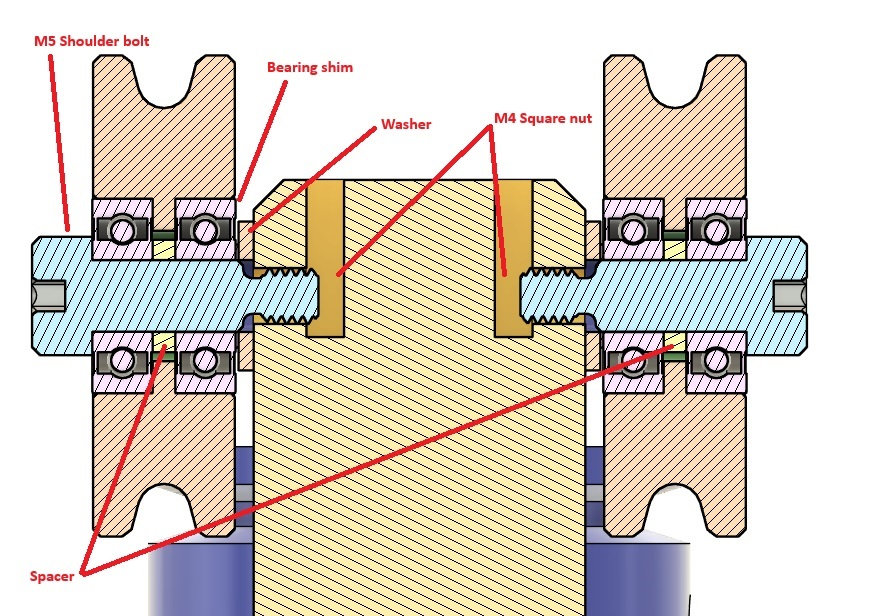 M5 Shoulder bolt
Bearing shim
Washer
M4 Square nut
Spacer